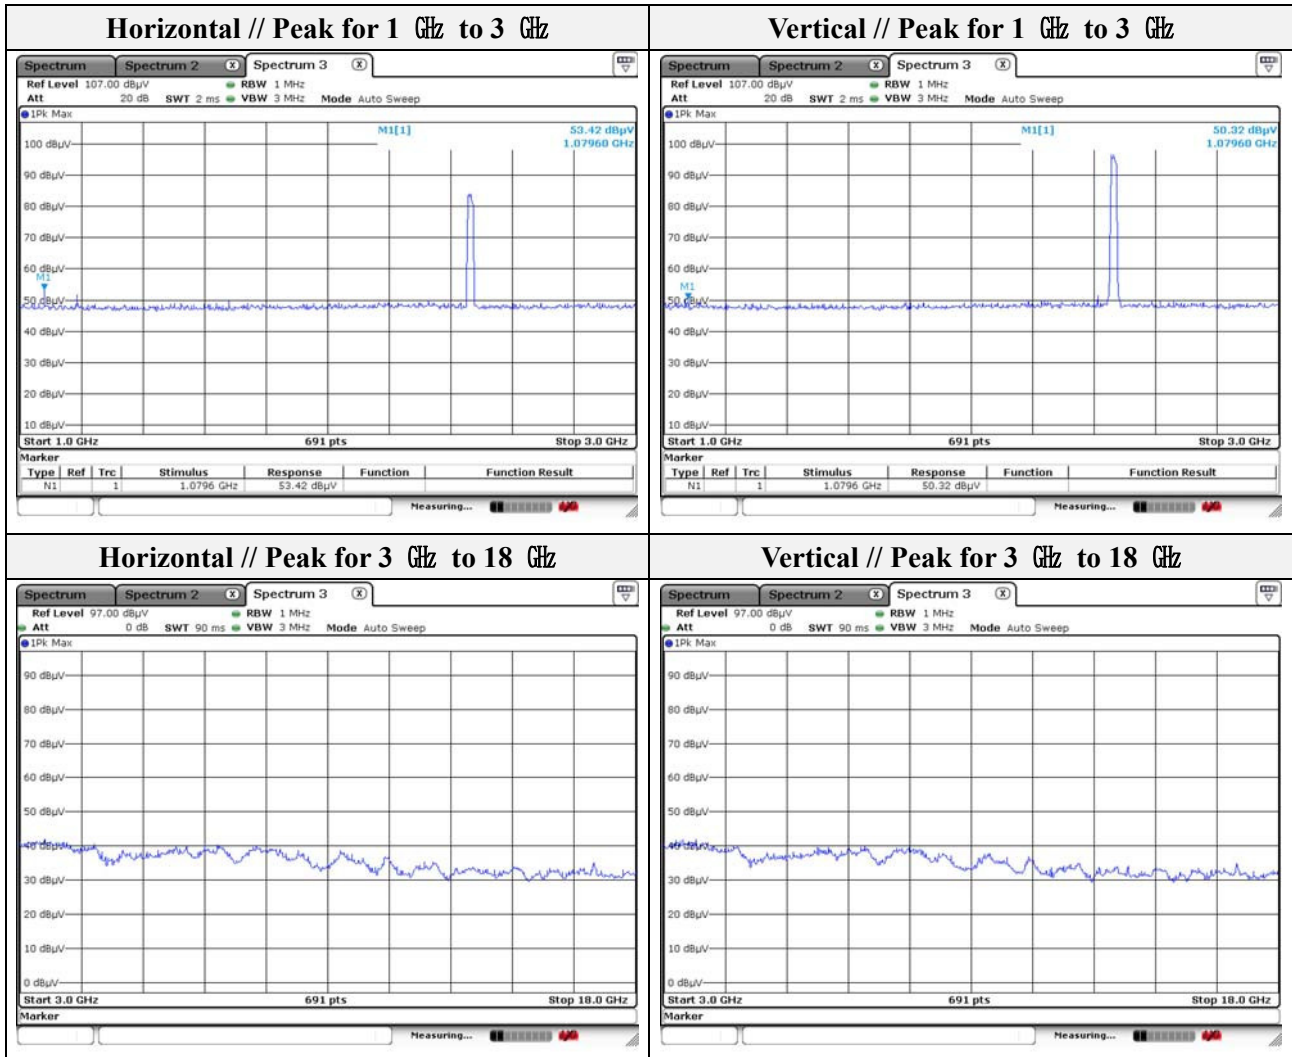 Horizontal // Peak for 1 ㎓ to 3 ㎓
Spectrum Spectrum 2 Spectrum 3
Ref Level 107.00 dBµV RBW 1 MHz
Att 20 dB SWT 2 ms VBW 3 MHz Mode Auto Sweep
1Pk Max
M1[1] 53.42 dBµV
1.07960 GHz
100 dBµV
90 dBµV
80 dBµV
70 dBµV
60 dBµV
M1
50 dBµV
40 dBµV
30 dBµV
20 dBµV
10 dBµV
Start 1.0 GHz 691 pts Stop 3.0 GHz
Marker
Type Ref Trc Stimulus Response Function Function Result
N1 1 1.0796 GHz 53.42 dBµV
Measuring...
Vertical // Peak for 1 ㎓ to 3 ㎓
Spectrum Spectrum 2 Spectrum 3
Ref Level 107.00 dBµV RBW 1 MHz
Att 20 dB SWT 2 ms VBW 3 MHz Mode Auto Sweep
1Pk Max
M1[1] 50.32 dBµV
1.07960 GHz
100 dBµV
90 dBµV
80 dBµV
70 dBµV
60 dBµV
M1
50 dBµV
40 dBµV
30 dBµV
20 dBµV
10 dBµV
Start 1.0 GHz 691 pts Stop 3.0 GHz
Marker
Type Ref Trc Stimulus Response Function Function Result
N1 1 1.0796 GHz 50.32 dBµV
Measuring...
Horizontal // Peak for 3 ㎓ to 18 ㎓
Spectrum Spectrum 2 Spectrum 3
Ref Level 97.00 dBµV RBW 1 MHz
Att 0 dB SWT 90 ms VBW 3 MHz Mode Auto Sweep
1Pk Max
90 dBµV
80 dBµV
70 dBµV
60 dBµV
50 dBµV
40 dBµV
30 dBµV
20 dBµV
10 dBµV
0 dBµV
Start 3.0 GHz 691 pts Stop 18.0 GHz
Marker
Measuring...
Vertical // Peak for 3 ㎓ to 18 ㎓
Spectrum Spectrum 2 Spectrum 3
Ref Level 97.00 dBµV RBW 1 MHz
Att 0 dB SWT 90 ms VBW 3 MHz Mode Auto Sweep
1Pk Max
90 dBµV
80 dBµV
70 dBµV
60 dBµV
50 dBµV
40 dBµV
30 dBµV
20 dBµV
10 dBµV
0 dBµV
Start 3.0 GHz 691 pts Stop 18.0 GHz
Marker
Measuring...